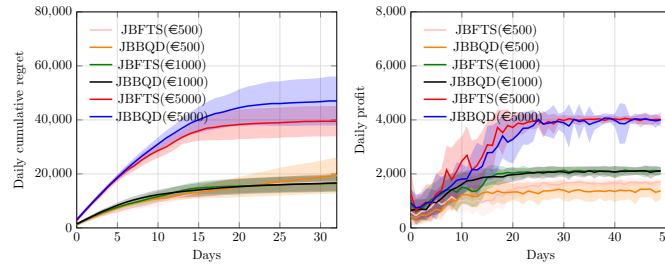 80,000
60,000
40,000
20,000
0
0
5
10
15
20
25
30
Days
Daily cumulative regret
JBFTS(€500)
JBBQD(€500)
JBFTS(€1000)
JBBQD(€1000)
JBFTS(€5000)
JBBQD(€5000)
8,000
6,000
4,000
2,000
0
0
10
20
30
40
50
Days
Daily profit
JBFTS(€500)
JBBQD(€500)
JBFTS(€1000)
JBBQD(€1000)
JBFTS(€5000)
JBBQD(€5000)